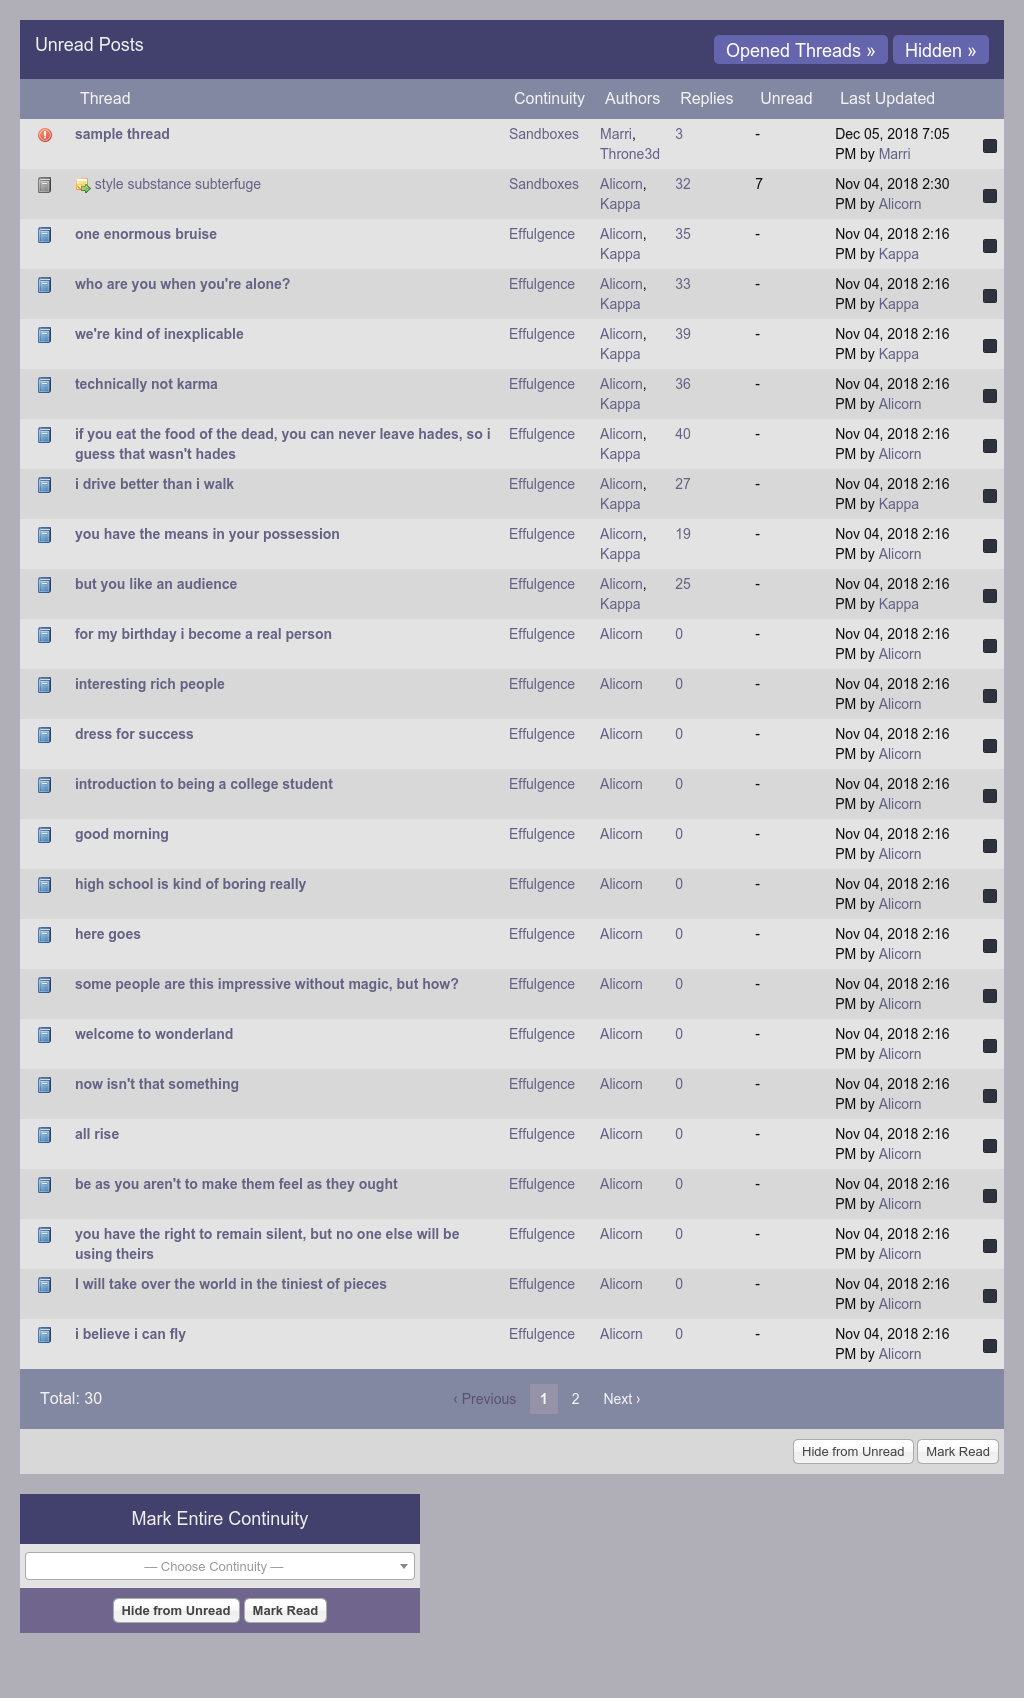 Unread Posts
Opened Threads » Hidden »
Thread Continuity Authors Replies Unread Last Updated
sample thread Sandboxes Marri, 3 - Dec 05, 2018 7:05
Throne3d PM by Marri
style substance subterfuge Sandboxes Alicorn, 32 7 Nov 04, 2018 2:30
Kappa PM by Alicorn
one enormous bruise Effulgence Alicorn, 35 - Nov 04, 2018 2:16
Kappa PM by Kappa
who are you when you're alone? Effulgence Alicorn, 33 - Nov 04, 2018 2:16
Kappa PM by Kappa
we're kind of inexplicable Effulgence Alicorn, 39 - Nov 04, 2018 2:16
Kappa PM by Kappa
technically not karma Effulgence Alicorn, 36 - Nov 04, 2018 2:16
Kappa PM by Alicorn
if you eat the food of the dead, you can never leave hades, so i Effulgence Alicorn, 40 - Nov 04, 2018 2:16
guess that wasn't hades Kappa PM by Alicorn
i drive better than i walk Effulgence Alicorn, 27 - Nov 04, 2018 2:16
Kappa PM by Kappa
you have the means in your possession Effulgence Alicorn, 19 - Nov 04, 2018 2:16
Kappa PM by Alicorn
but you like an audience Effulgence Alicorn, 25 - Nov 04, 2018 2:16
Kappa PM by Kappa
for my birthday i become a real person Effulgence Alicorn 0 - Nov 04, 2018 2:16
PM by Alicorn
interesting rich people Effulgence Alicorn 0 - Nov 04, 2018 2:16
PM by Alicorn
dress for success Effulgence Alicorn 0 - Nov 04, 2018 2:16
PM by Alicorn
introduction to being a college student Effulgence Alicorn 0 - Nov 04, 2018 2:16
PM by Alicorn
good morning Effulgence Alicorn 0 - Nov 04, 2018 2:16
PM by Alicorn
high school is kind of boring really Effulgence Alicorn 0 - Nov 04, 2018 2:16
PM by Alicorn
here goes Effulgence Alicorn 0 - Nov 04, 2018 2:16
PM by Alicorn
some people are this impressive without magic, but how? Effulgence Alicorn 0 - Nov 04, 2018 2:16
PM by Alicorn
welcome to wonderland Effulgence Alicorn 0 - Nov 04, 2018 2:16
PM by Alicorn
now isn't that something Effulgence Alicorn 0 - Nov 04, 2018 2:16
PM by Alicorn
all rise Effulgence Alicorn 0 - Nov 04, 2018 2:16
PM by Alicorn
be as you aren't to make them feel as they ought Effulgence Alicorn 0 - Nov 04, 2018 2:16
PM by Alicorn
you have the right to remain silent, but no one else will be Effulgence Alicorn 0 - Nov 04, 2018 2:16
using theirs PM by Alicorn
I will take over the world in the tiniest of pieces Effulgence Alicorn 0 - Nov 04, 2018 2:16
PM by Alicorn
i believe i can fly Effulgence Alicorn 0 - Nov 04, 2018 2:16
PM by Alicorn
Total: 30 ‹ Previous 1 2 Next ›
Hide from Unread Mark Read
Mark Entire Continuity
— Choose Continuity —
Hide from Unread Mark Read